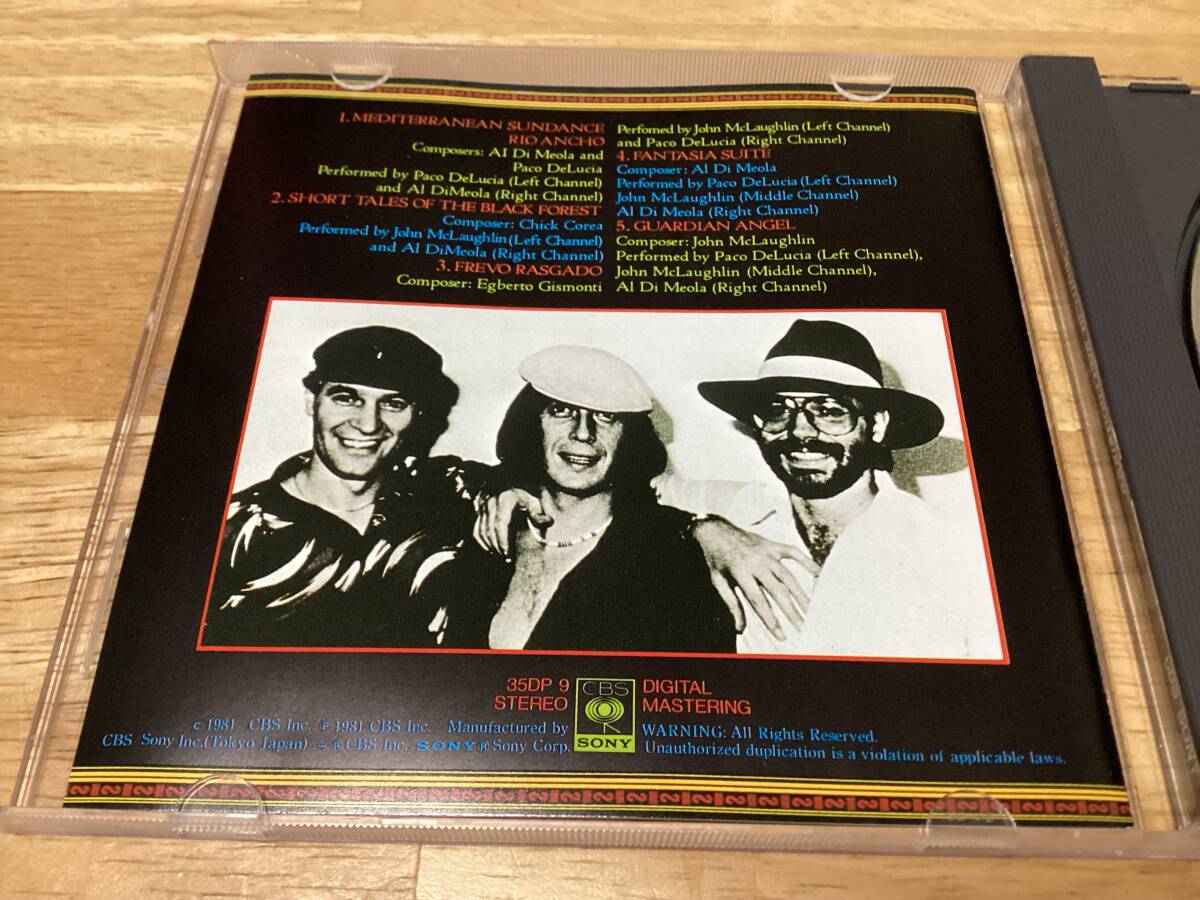 1. MEDITERRANEAN SUNDANCE
RIO ANCHO
Composers: Al Di Meola and
Paco DeLucia
Performed by Paco DeLucia (Left Channel)
and Al DiMeola (Right Channel)
2. SHORT TALES OF THE BLACK FOREST
Composer: Chick Corea
Performed by John McLaughlin (Left Channel)
and Al DiMeola (Right Channel)
3. FREVO RASGADO
Composer: Egberto Gismonti
Perfomed by John McLaughlin (Left Channel)
and Paco DeLucia (Right Channel)
4. FANTASIA SUITE
Composer: Al Di Meola
Performed by Paco DeLucia (Left Channel)
John McLaughlin (Middle Channel)
Al Di Meola (Right Channel)
5. GUARDIAN ANGEL
Composer: John McLaughlin
Performed by Paco DeLucia (Left Channel),
John McLaughlin (Middle Channel),
Al Di Meola (Right Channel)
35DP 9
STEREO
CBS
SONY
DIGITAL
MASTERING
© 1981 CBS Inc./℗ 1981 CBS Inc./Manufactured by
CBS Sony Inc.(Tokyo Japan) ® CBS Inc. SONY® Sony Corp.
WARNING: All Rights Reserved.
Unauthorized duplication is a violation of applicable laws.